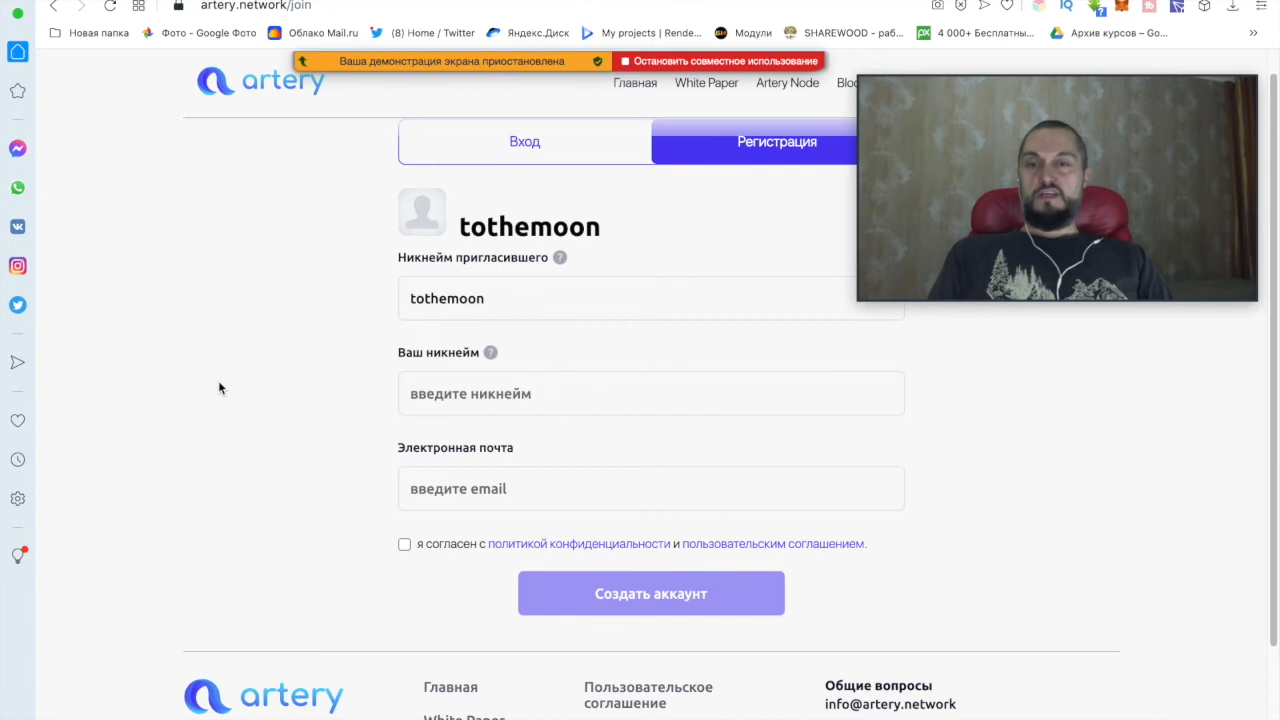 artery.network/join
Новая папка
Фото - Google Фото
Облако Mail.ru
(8) Home / Twitter
Яндекс.Диск
My projects | Rende...
Модули
SHAREWOOD - раб...
4 000+ Бесплатны...
Архив курсов – Go...
Ваша демонстрация экрана приостановлена
Остановить совместное использование
artery
Главная
White Paper
Artery Node
Bloc
Вход
Регистрация
tothemoon
Никнейм пригласившего ?
tothemoon
Ваш никнейм ?
введите никнейм
Электронная почта
введите email
я согласен с политикой конфиденциальности и пользовательским соглашением.
Создать аккаунт
artery
Главная
White Paper
Пользовательское
соглашение
Общие вопросы
info@artery.network